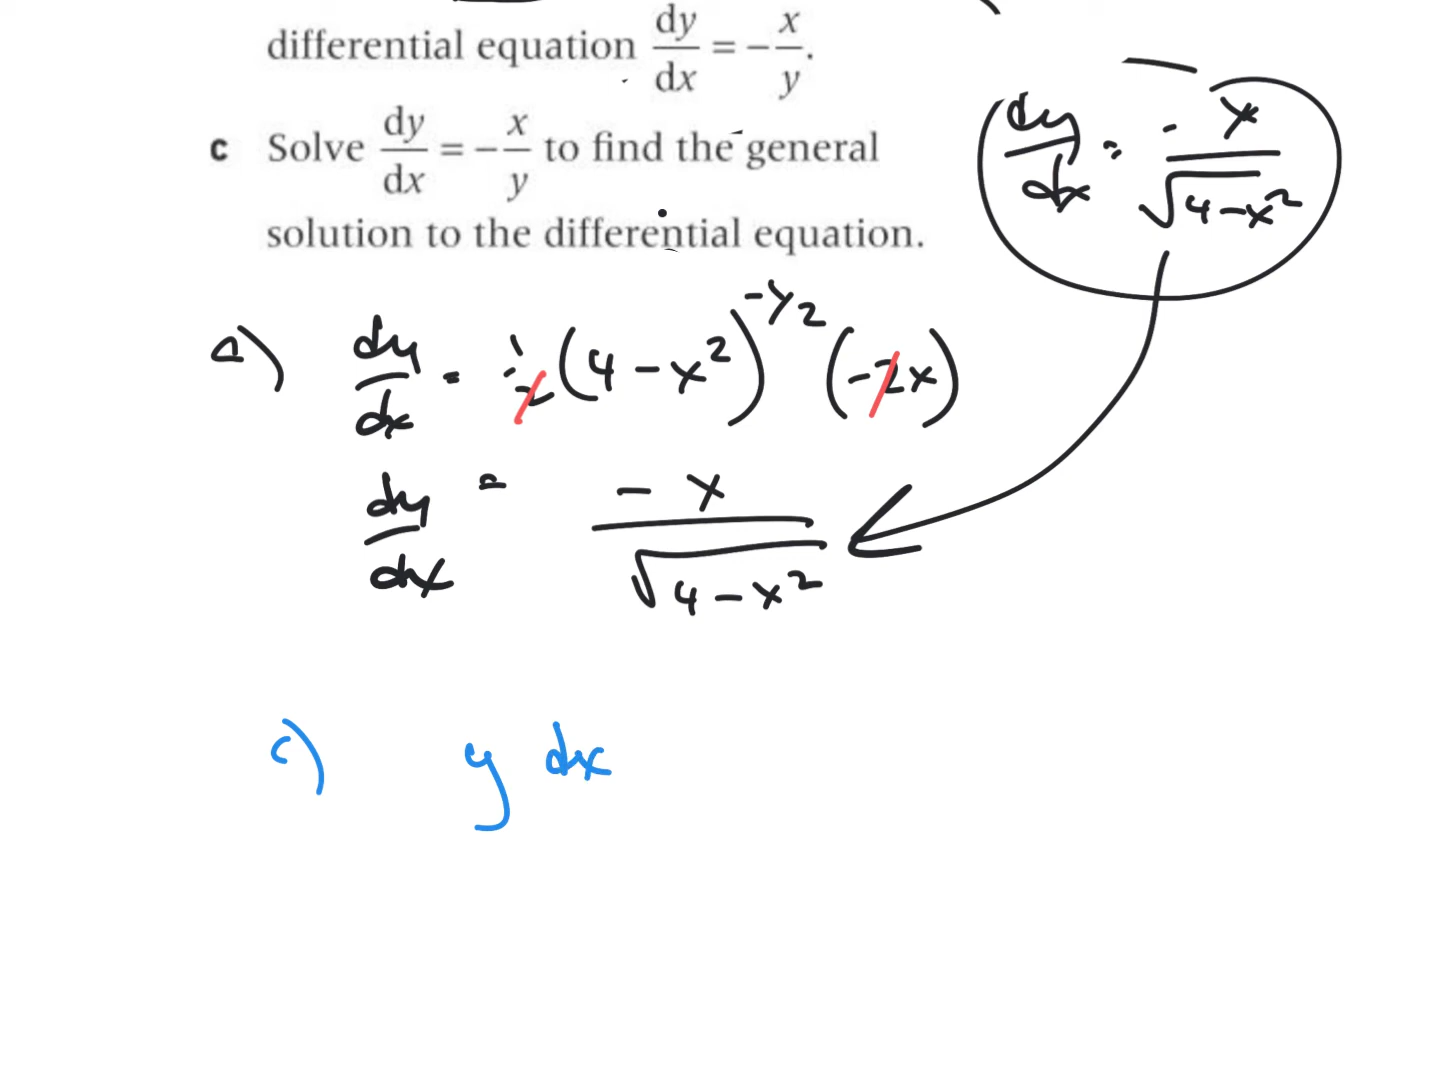 differential equation dy/dx = -x/y.
c Solve dy/dx = -x/y to find the general
solution to the differential equation.
dy/dx = -x/√(4-x²)
a) dy/dx = 1/2(4-x²)^(-1/2)(-2x)
dy/dx = -x/√(4-x²)
c) y dx